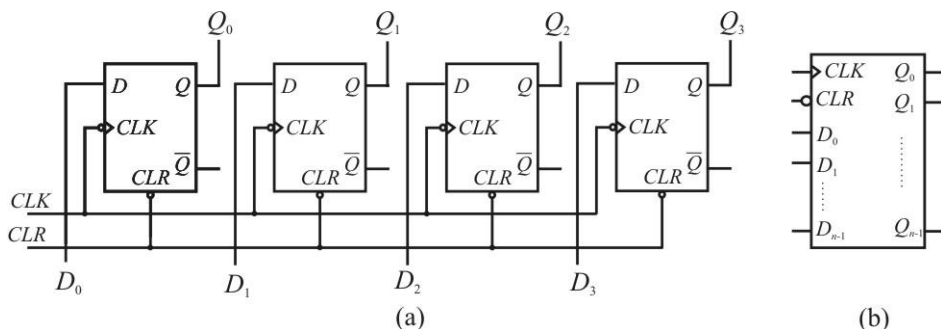 Q₀ Q₁ Q₂ Q₃
D Q D Q D Q D Q
CLK CLK CLK CLK
Q̅ Q̅ Q̅ Q̅
CLR CLR CLR CLR
CLK
CLR
D₀ D₁ D₂ D₃
(a)
CLK Q₀
CLR Q₁
D₀
D₁
Dₙ₋₁ Qₙ₋₁
(b)